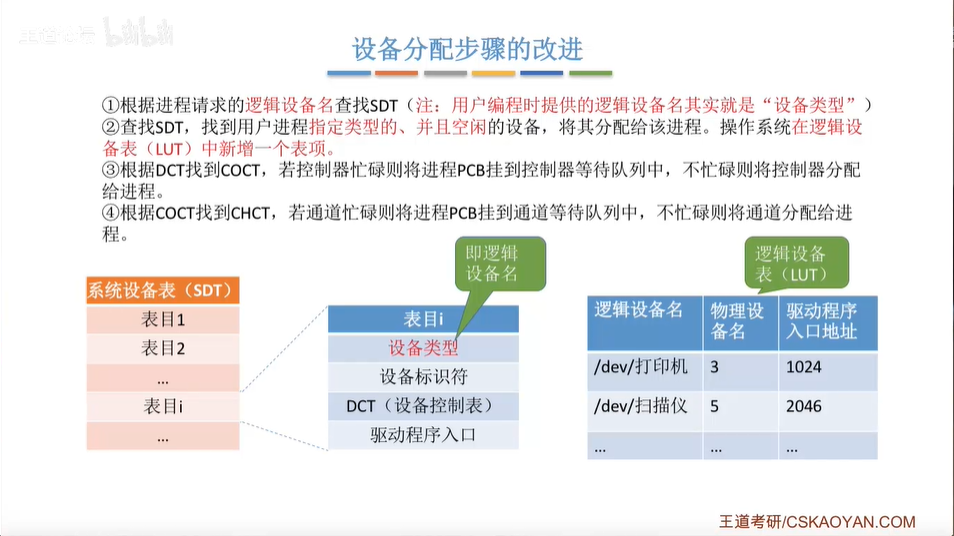 王道考研 bilibili
设备分配步骤的改进
①根据进程请求的逻辑设备名查找SDT（注：用户编程时提供的逻辑设备名其实就是“设备类型”）
②查找SDT，找到用户进程指定类型的、并且空闲的设备，将其分配给该进程。操作系统在逻辑设
备表（LUT）中新增一个表项。
③根据DCT找到COCT，若控制器忙碌则将进程PCB挂到控制器等待队列中，不忙碌则将控制器分配
给进程。
④根据COCT找到CHCT，若通道忙碌则将进程PCB挂到通道等待队列中，不忙碌则将通道分配给进
程。
系统设备表（SDT）
表目1
表目2
...
表目i
...
即逻辑
设备名
表目i
设备类型
设备标识符
DCT（设备控制表）
驱动程序入口
逻辑设备
表（LUT）
逻辑设备名 物理设 驱动程序
备名 入口地址
/dev/打印机 3 1024
/dev/扫描仪 5 2046
... ... ...
王道考研/CSKAOYAN.COM